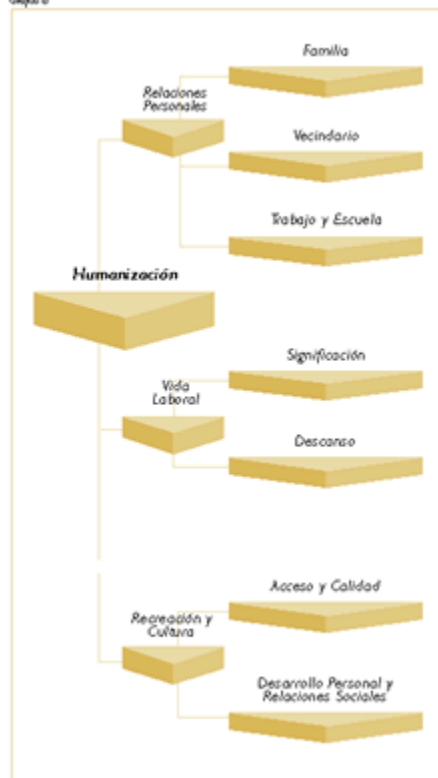 Familia
Relaciones
Personales
Vecindario
Trabajo y Escuela
Humanización
Significación
Vida
Laboral
Descanso
Acceso y Calidad
Recreación y
Cultura
Desarrollo Personal y
Relaciones Sociales